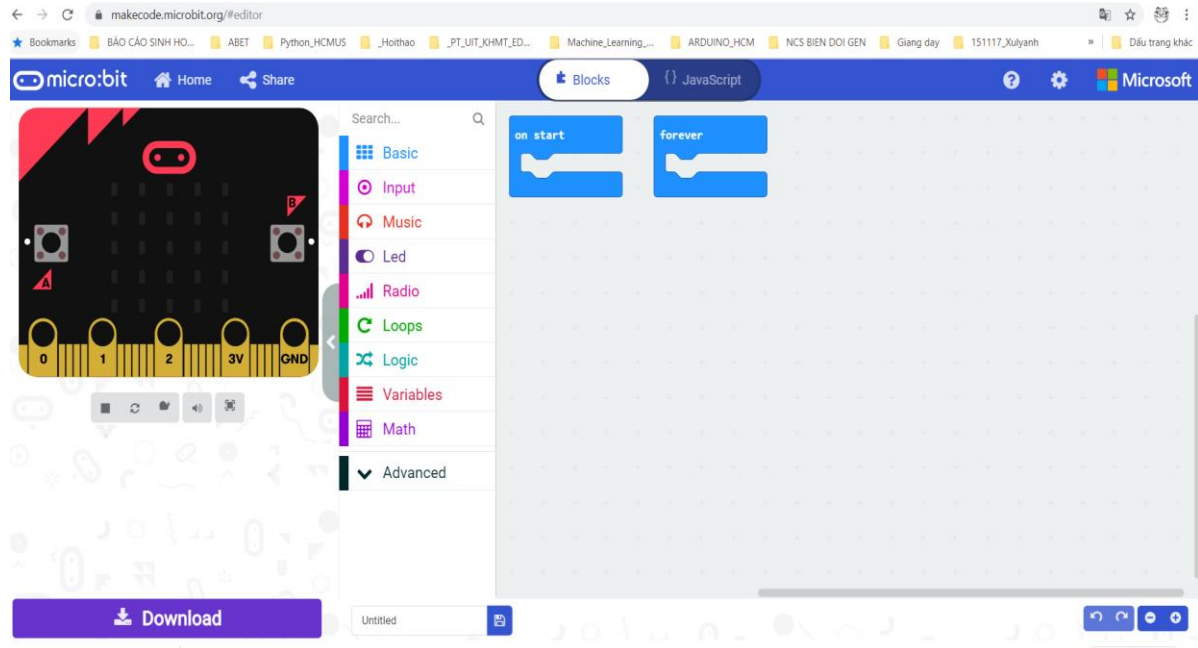 makecode.microbit.org/#editor
Bookmarks BÁO CÁO SINH HO... ABET Python_HCMUS _Hoithao _PT_UIT_KHMT_ED... Machine_Learning_... ARDUINO_HCM NCS BIEN DOI GEN Giang day 151117_Xulyanh » Dấu trang khác
micro:bit Home Share Blocks {} JavaScript Microsoft
Search...
Basic
Input
Music
Led
Radio
Loops
Logic
Variables
Math
Advanced
on start forever
B
A
0 1 2 3V GND
Download
Untitled